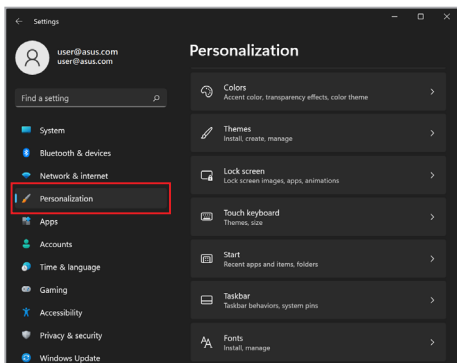 Settings
user@asus.com
user@asus.com
Find a setting
System
Bluetooth & devices
Network & internet
Personalization
Apps
Accounts
Time & language
Gaming
Accessibility
Privacy & security
Windows Update
Personalization
Colors
Accent color, transparency effects, color theme
Themes
Install, create, manage
Lock screen
Lock screen images, apps, animations
Touch keyboard
Themes, size
Start
Recent apps and items, folders
Taskbar
Taskbar behaviors, system pins
Fonts
Install, manage